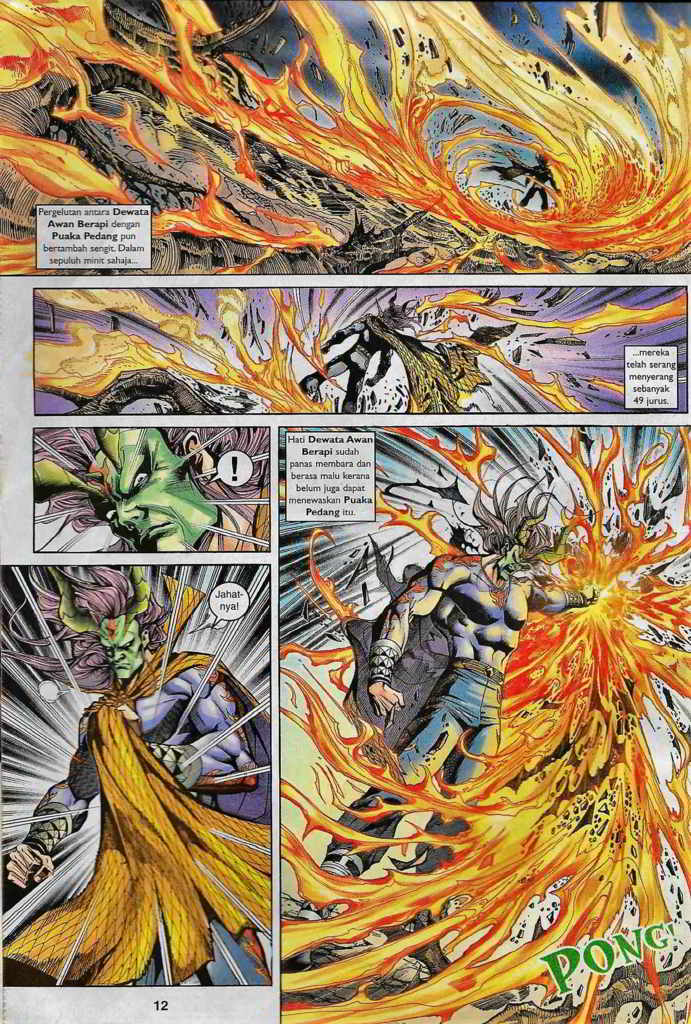 Pergelutan antara Dewata
Awan Berapi dengan
Puaka Pedang pun
bertambah sengit. Dalam
sepuluh minit sahaja...
...mereka
telah serang
menyerang
sebanyak
49 jurus.
!
Hati Dewata Awan
Berapi sudah
panas membara dan
berasa malu kerana
belum juga dapat
menewaskan Puaka
Pedang itu.
Jahat-
nya!
PONG!
12